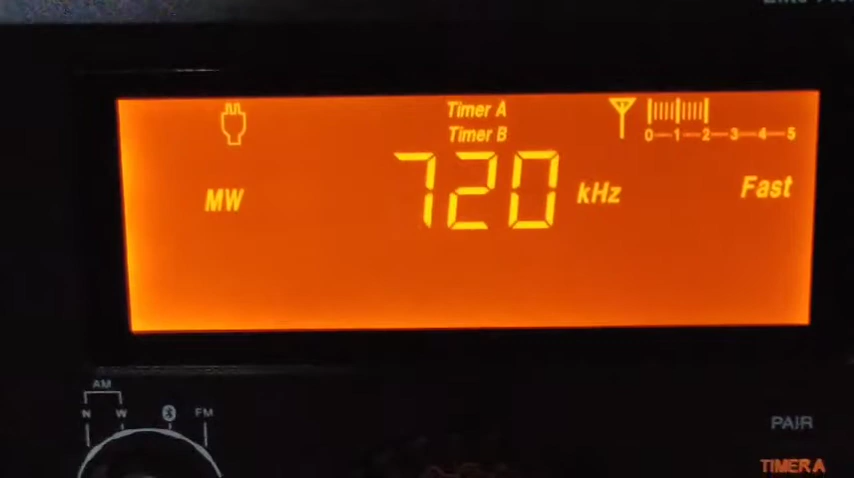 Timer A
Timer B
0-1-2-3-4-5
MW 720 kHz Fast
AM
N W FM
PAIR
TIMER A